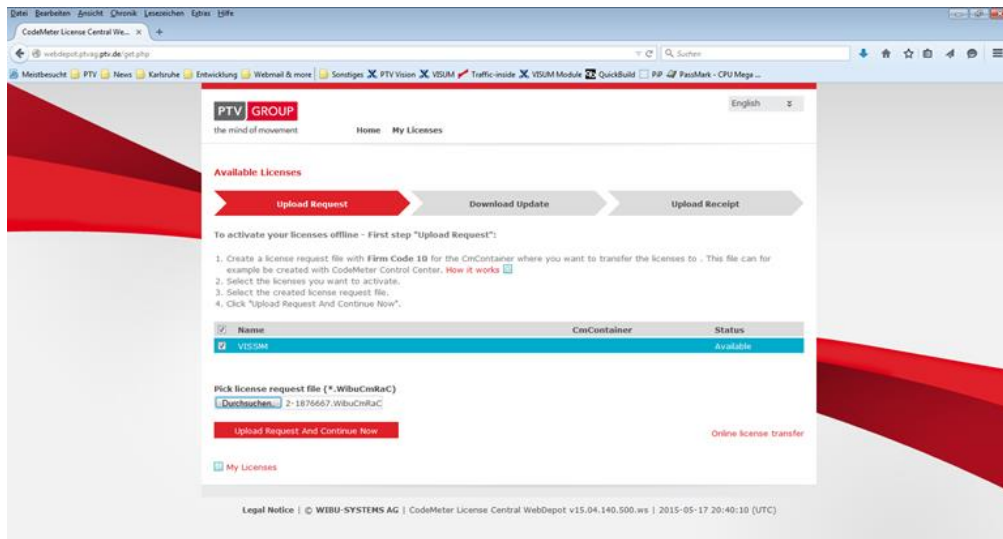 Datei Bearbeiten Ansicht Chronik Lesezeichen Extras Hilfe
CodeMeter License Central We... × +
webdepot.ptvag.ptv.de/get.php
Suchen
Meistbesucht PTV News Karlsruhe Entwicklung Webmail & more Sonstiges PTV Vision VISUM Traffic-inside VISUM Module QuickBuild PiP PassMark - CPU Mega ...
PTV GROUP
English
the mind of movement
Home My Licenses
Available Licenses
Upload Request Download Update Upload Receipt
To activate your licenses offline - First step "Upload Request":
1. Create a license request file with Firm Code 10 for the CmContainer where you want to transfer the licenses to . This file can for
example be created with CodeMeter Control Center. How it works
2. Select the licenses you want to activate.
3. Select the created license request file.
4. Click "Upload Request And Continue Now".
Name CmContainer Status
VISSIM Available
Pick license request file (*.WibuCmRaC)
Durchsuchen... 2-1876667.WibuCmRaC
Upload Request And Continue Now
Online license transfer
My Licenses
Legal Notice | © WIBU-SYSTEMS AG | CodeMeter License Central WebDepot v15.04.140.500.ws | 2015-05-17 20:40:10 (UTC)